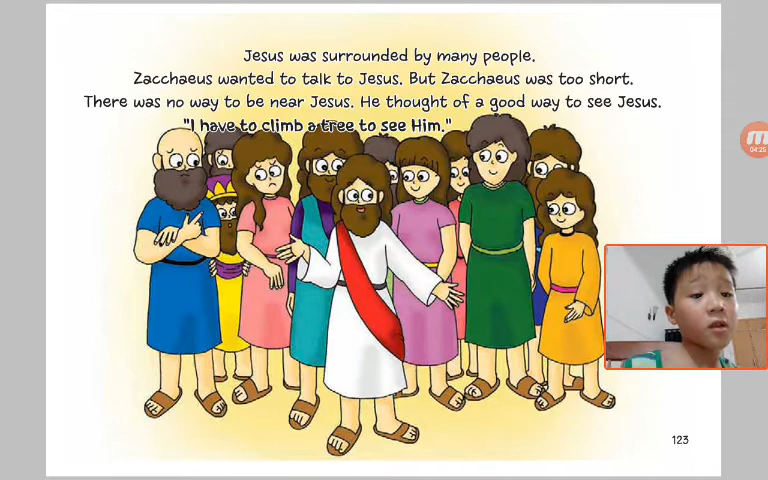 Jesus was surrounded by many people.
Zacchaeus wanted to talk to Jesus. But Zacchaeus was too short.
There was no way to be near Jesus. He thought of a good way to see Jesus.
"I have to climb a tree to see Him."
M
04:25
123